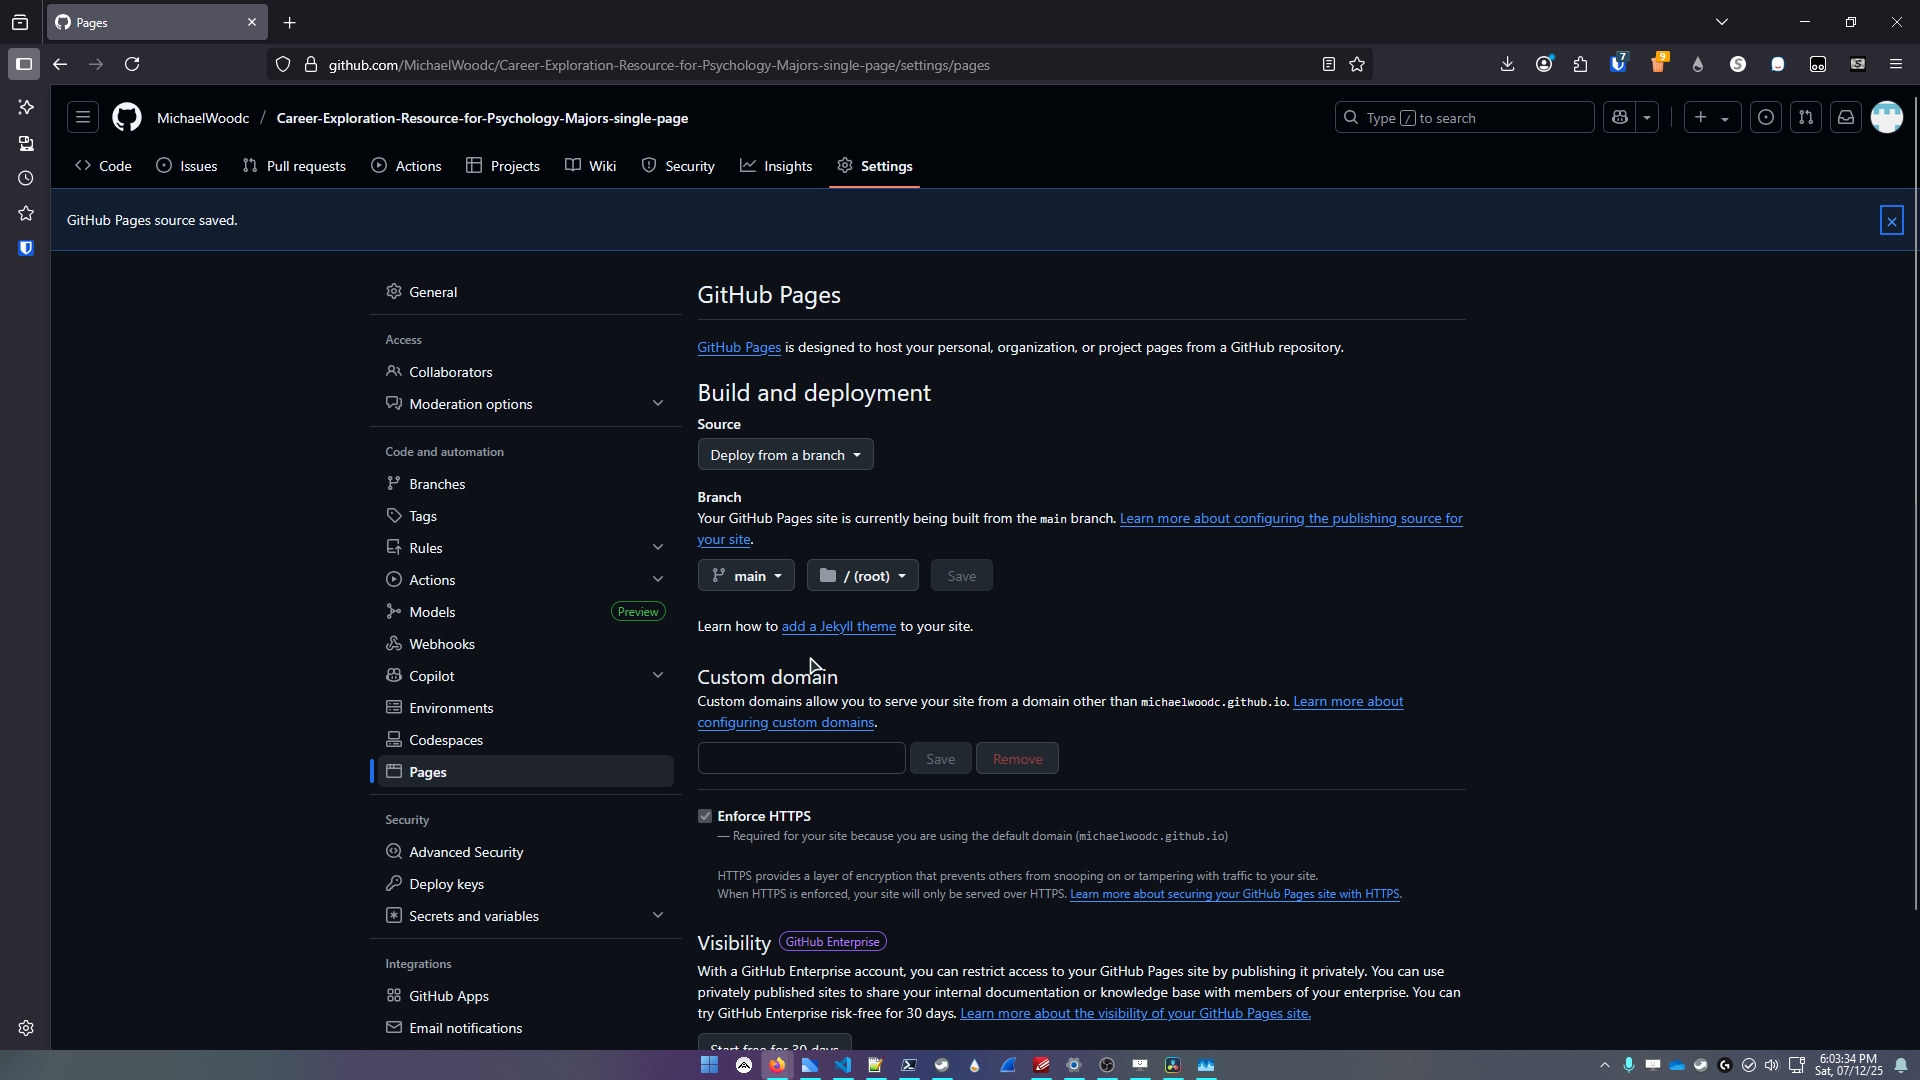 Pages
github.com/MichaelWoodc/Career-Exploration-Resource-for-Psychology-Majors-single-page/settings/pages
7
9
MichaelWoodc / Career-Exploration-Resource-for-Psychology-Majors-single-page
Type / to search
Code
Issues
Pull requests
Actions
Projects
Wiki
Security
Insights
Settings
GitHub Pages source saved.
General
Access
Collaborators
Moderation options
Code and automation
Branches
Tags
Rules
Actions
Models
Preview
Webhooks
Copilot
Environments
Codespaces
Pages
Security
Advanced Security
Deploy keys
Secrets and variables
Integrations
GitHub Apps
Email notifications
GitHub Pages
GitHub Pages is designed to host your personal, organization, or project pages from a GitHub repository.
Build and deployment
Source
Deploy from a branch
Branch
Your GitHub Pages site is currently being built from the main branch. Learn more about configuring the publishing source for
your site.
main
/ (root)
Save
Learn how to add a Jekyll theme to your site.
Custom domain
Custom domains allow you to serve your site from a domain other than michaelwoodc.github.io. Learn more about
configuring custom domains.
Save
Remove
Enforce HTTPS
— Required for your site because you are using the default domain (michaelwoodc.github.io)
HTTPS provides a layer of encryption that prevents others from snooping on or tampering with traffic to your site.
When HTTPS is enforced, your site will only be served over HTTPS. Learn more about securing your GitHub Pages site with HTTPS.
Visibility
GitHub Enterprise
With a GitHub Enterprise account, you can restrict access to your GitHub Pages site by publishing it privately. You can use
privately published sites to share your internal documentation or knowledge base with members of your enterprise. You can
try GitHub Enterprise risk-free for 30 days. Learn more about the visibility of your GitHub Pages site.
Start free for 30 days
6:03:34 PM
Sat, 07/12/25